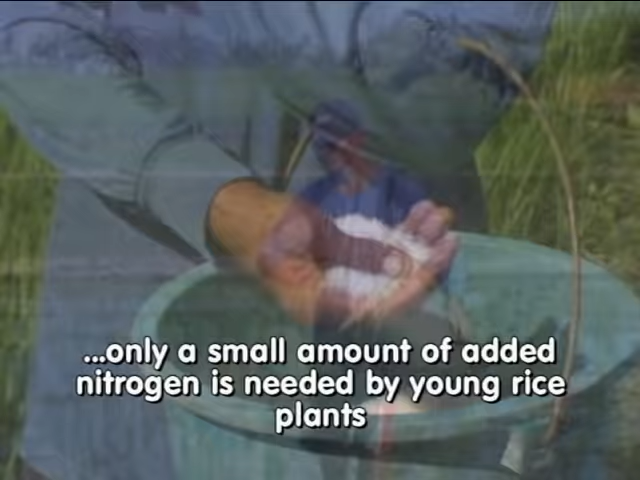 ...only a small amount of added
nitrogen is needed by young rice
plants